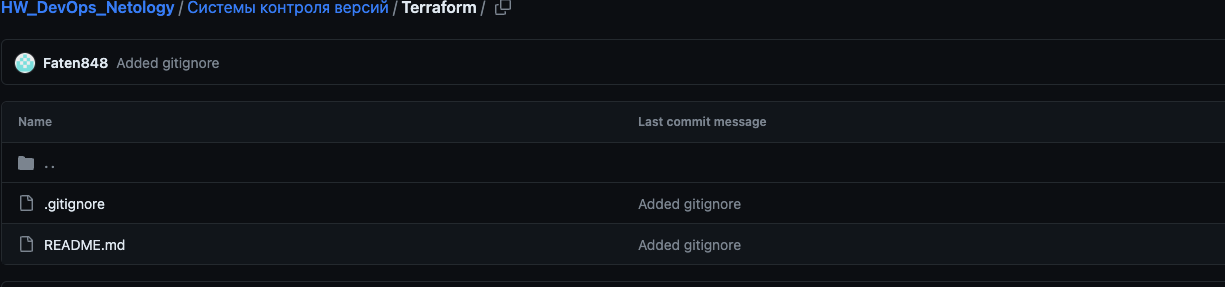 HW_DevOps_Netology / Системы контроля версий / Terraform /
Faten848 Added gitignore
Name Last commit message
..
.gitignore Added gitignore
README.md Added gitignore